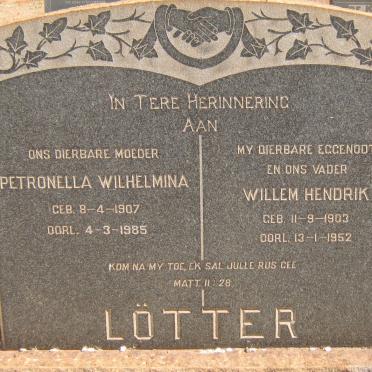 IN TERE HERINNERING
AAN
ONS DIERBARE MOEDER
PETRONELLA WILHELMINA
GEB. 8-4-1907
OORL. 4-3-1985
MY DIERBARE EGGENOOT
EN ONS VADER
WILLEM HENDRIK
GEB. 11-9-1903
OORL. 13-1-1952
KOM NA MY TOE, EK SAL JULLE RUS GEE
MATT. 11:28
LÖTTER